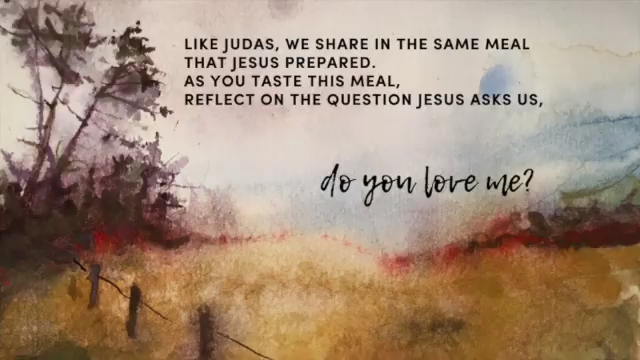 LIKE JUDAS, WE SHARE IN THE SAME MEAL
THAT JESUS PREPARED.
AS YOU TASTE THIS MEAL,
REFLECT ON THE QUESTION JESUS ASKS US,
do you love me?